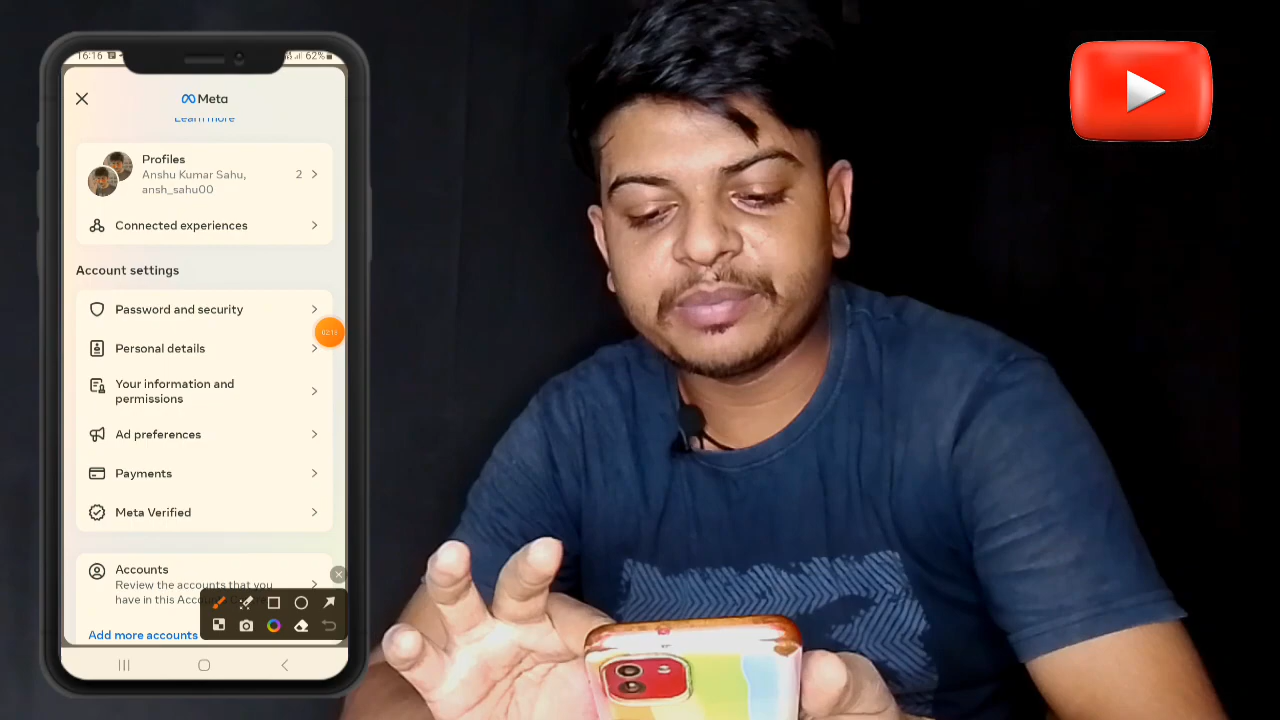 16:16
62%
Meta
Learn more
Profiles
Anshu Kumar Sahu,
2
ansh_sahu00
Connected experiences
Account settings
Password and security
02:16
Personal details
Your information and
permissions
Ad preferences
Payments
Meta Verified
Accounts
Review the accounts that you
have in this
Add more accounts